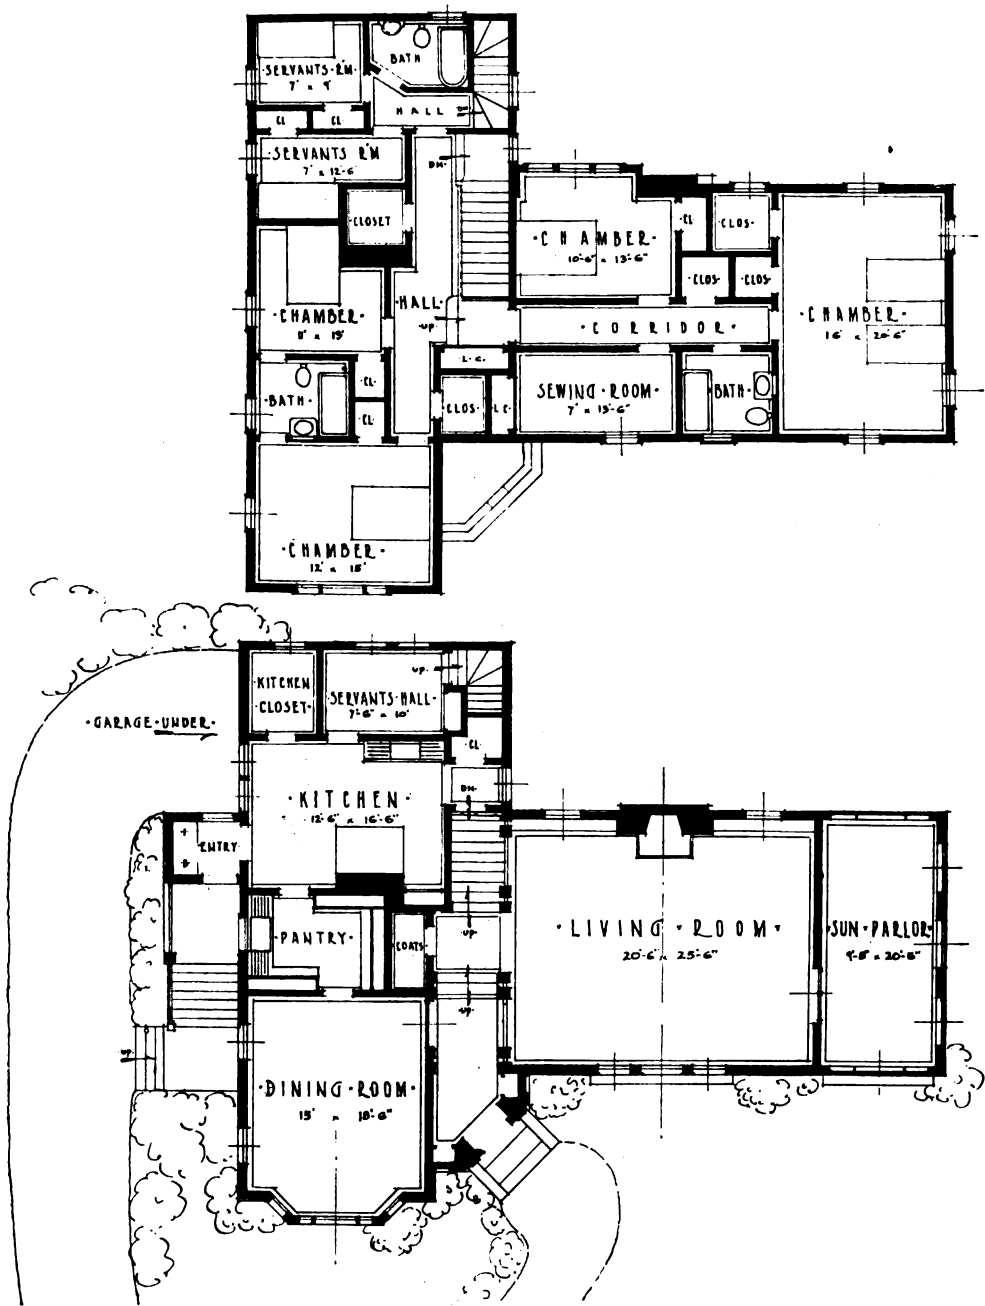 BATH
SERVANTS R'M
7' x 9'
HALL
CL
CL
SERVANTS R'M
7' x 12'-6"
DN.
CLOSET
CL
CLOS.
CHAMBER
10'-6" x 13'-6"
CLOS
CLOS
HALL
CHAMBER
11' x 15'
UP.
CORRIDOR
CHAMBER
16' x 20'-6"
L.C.
CL.
SEWING ROOM
7' x 13'-6"
BATH
BATH
CLOS.
L.C.
CL.
CHAMBER
12' x 15'
UP.
KITCHEN
CLOSET
SERVANTS HALL
7'-6" x 10'
GARAGE UNDER
CL
DN.
KITCHEN
12'-6" x 16'-6"
ENTRY
PANTRY
COATS
UP.
LIVING ROOM
20'-6" x 25'-6"
SUN PARLOR
9'-8" x 20'-8"
UP.
UP.
DINING ROOM
15' x 18'-6"